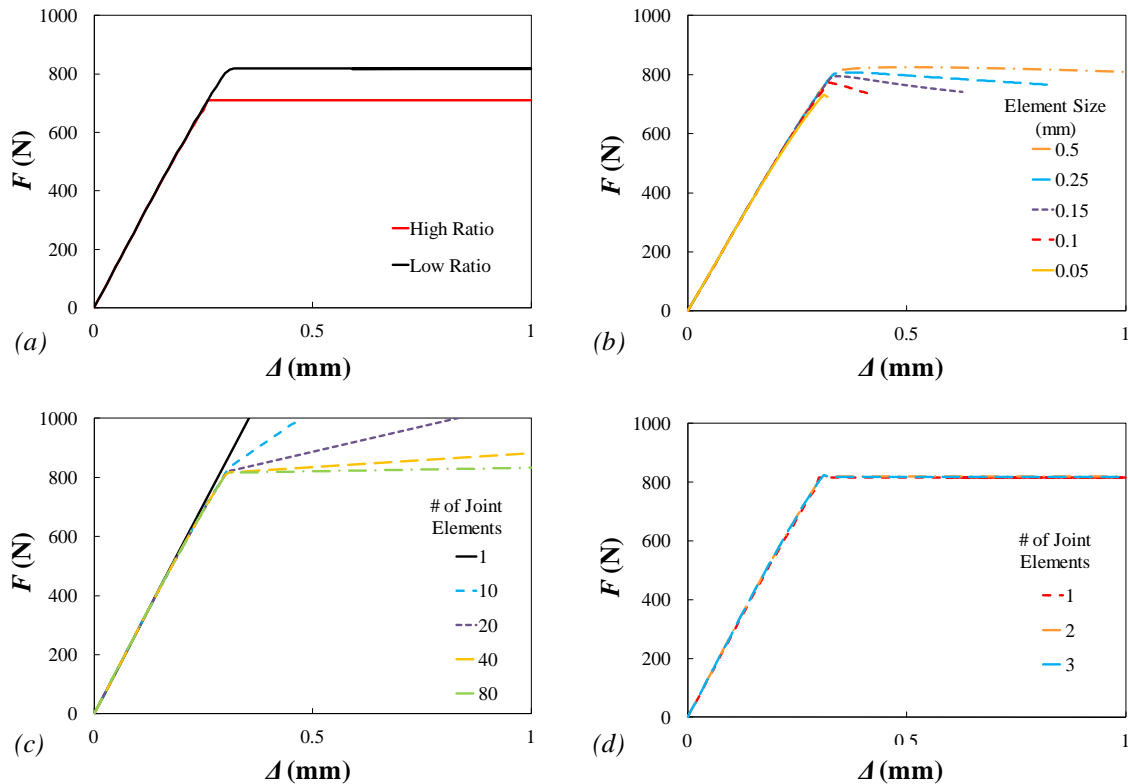 1000
800
600
400
200
0
F (N)
High Ratio
Low Ratio
0
0.5
1
(a)
Δ (mm)
1000
800
600
400
200
0
F (N)
Element Size
(mm)
0.5
0.25
0.15
0.1
0.05
0
0.5
1
(b)
Δ (mm)
1000
800
600
400
200
0
F (N)
# of Joint
Elements
1
10
20
40
80
0
0.5
1
(c)
Δ (mm)
1000
800
600
400
200
0
F (N)
# of Joint
Elements
1
2
3
0
0.5
1
(d)
Δ (mm)